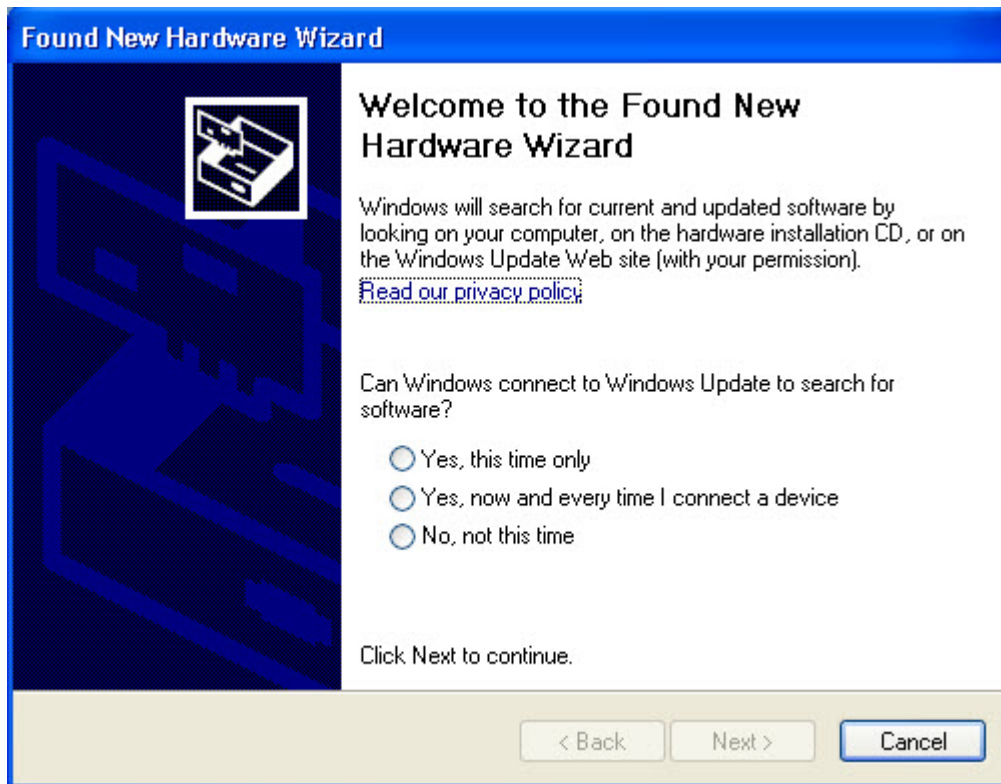 Found New Hardware Wizard
Welcome to the Found New
Hardware Wizard
Windows will search for current and updated software by
looking on your computer, on the hardware installation CD, or on
the Windows Update Web site (with your permission).
Read our privacy policy
Can Windows connect to Windows Update to search for
software?
Yes, this time only
Yes, now and every time I connect a device
No, not this time
Click Next to continue.
< Back Next > Cancel